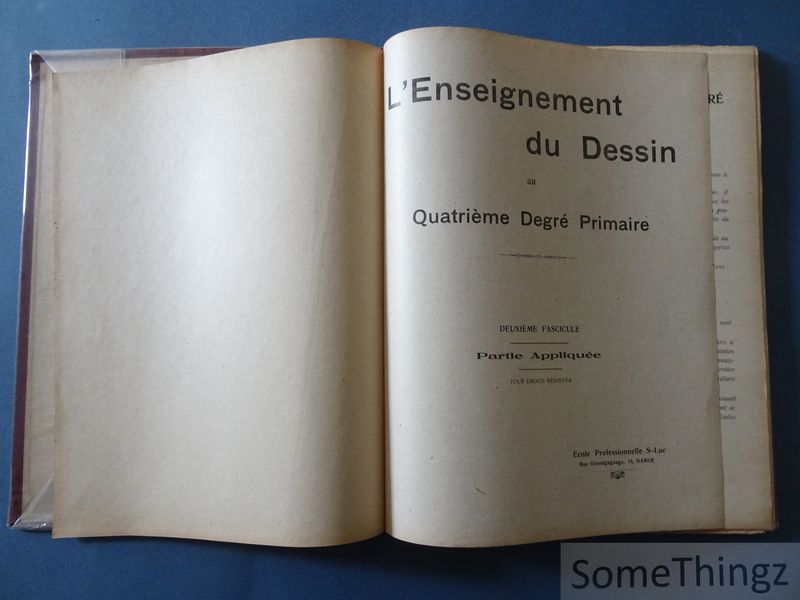 L'Enseignement
du Dessin
au
Quatrième Degré Primaire
DEUXIÈME FASCICULE
Partie Appliquée
TOUS DROITS RÉSERVÉS
Ecole Professionnelle S-Luc
NAMUR
RÉ
SomeThingz